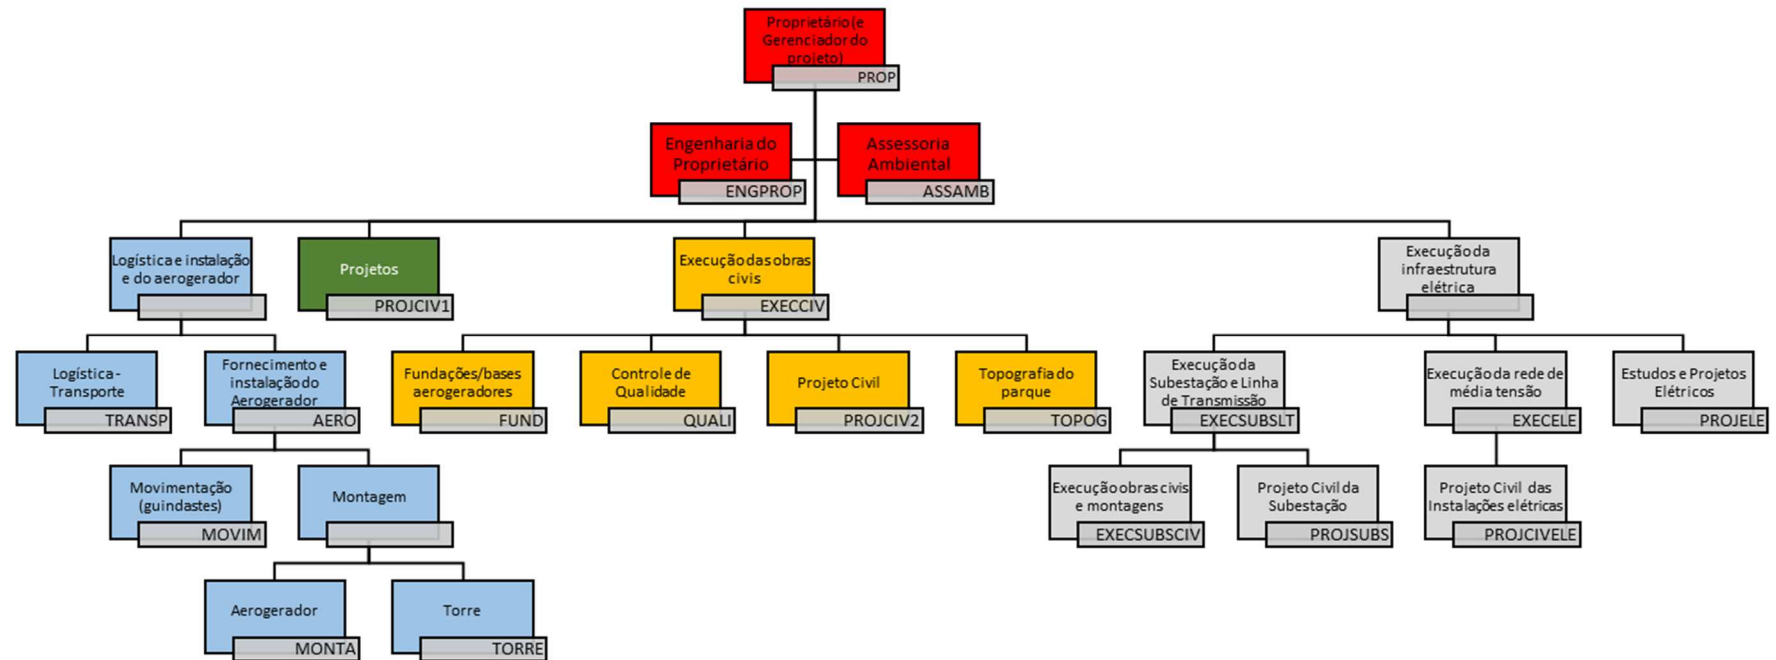 Proprietário (e
Gerenciador do
projeto)
PROP
Engenharia do
Proprietário
ENGPROP
Assessoria
Ambiental
ASSAMB
Logística e instalação
e do aerogerador
Projetos
PROJCIV1
Execução das obras
civis
EXECCIV
Execução da
infraestrutura
elétrica
Logística -
Transporte
TRANSP
Fornecimento e
instalação do
Aerogerador
AERO
Fundações/bases
aerogeradores
FUND
Controle de
Qualidade
QUALI
Projeto Civil
PROJCIV2
Topografia do
parque
TOPOG
Execução da
Subestação e Linha
de Transmissão
EXECSUBSLT
Execução da rede de
média tensão
EXECELE
Estudos e Projetos
Elétricos
PROJELE
Movimentação
(guindastes)
MOVIM
Montagem
Execução obras civis
e montagens
EXECSUBSCIV
Projeto Civil da
Subestação
PROJSUBS
Projeto Civil das
Instalações elétricas
PROJCIVELE
Aerogerador
MONTA
Torre
TORRE